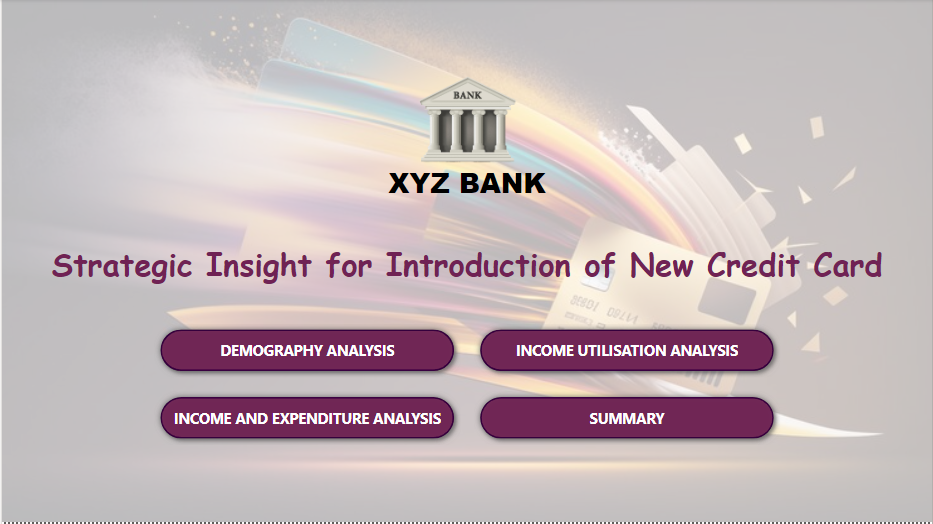 BANK
XYZ BANK
Strategic Insight for Introduction of New Credit Card
DEMOGRAPHY ANALYSIS
INCOME UTILISATION ANALYSIS
INCOME AND EXPENDITURE ANALYSIS
SUMMARY